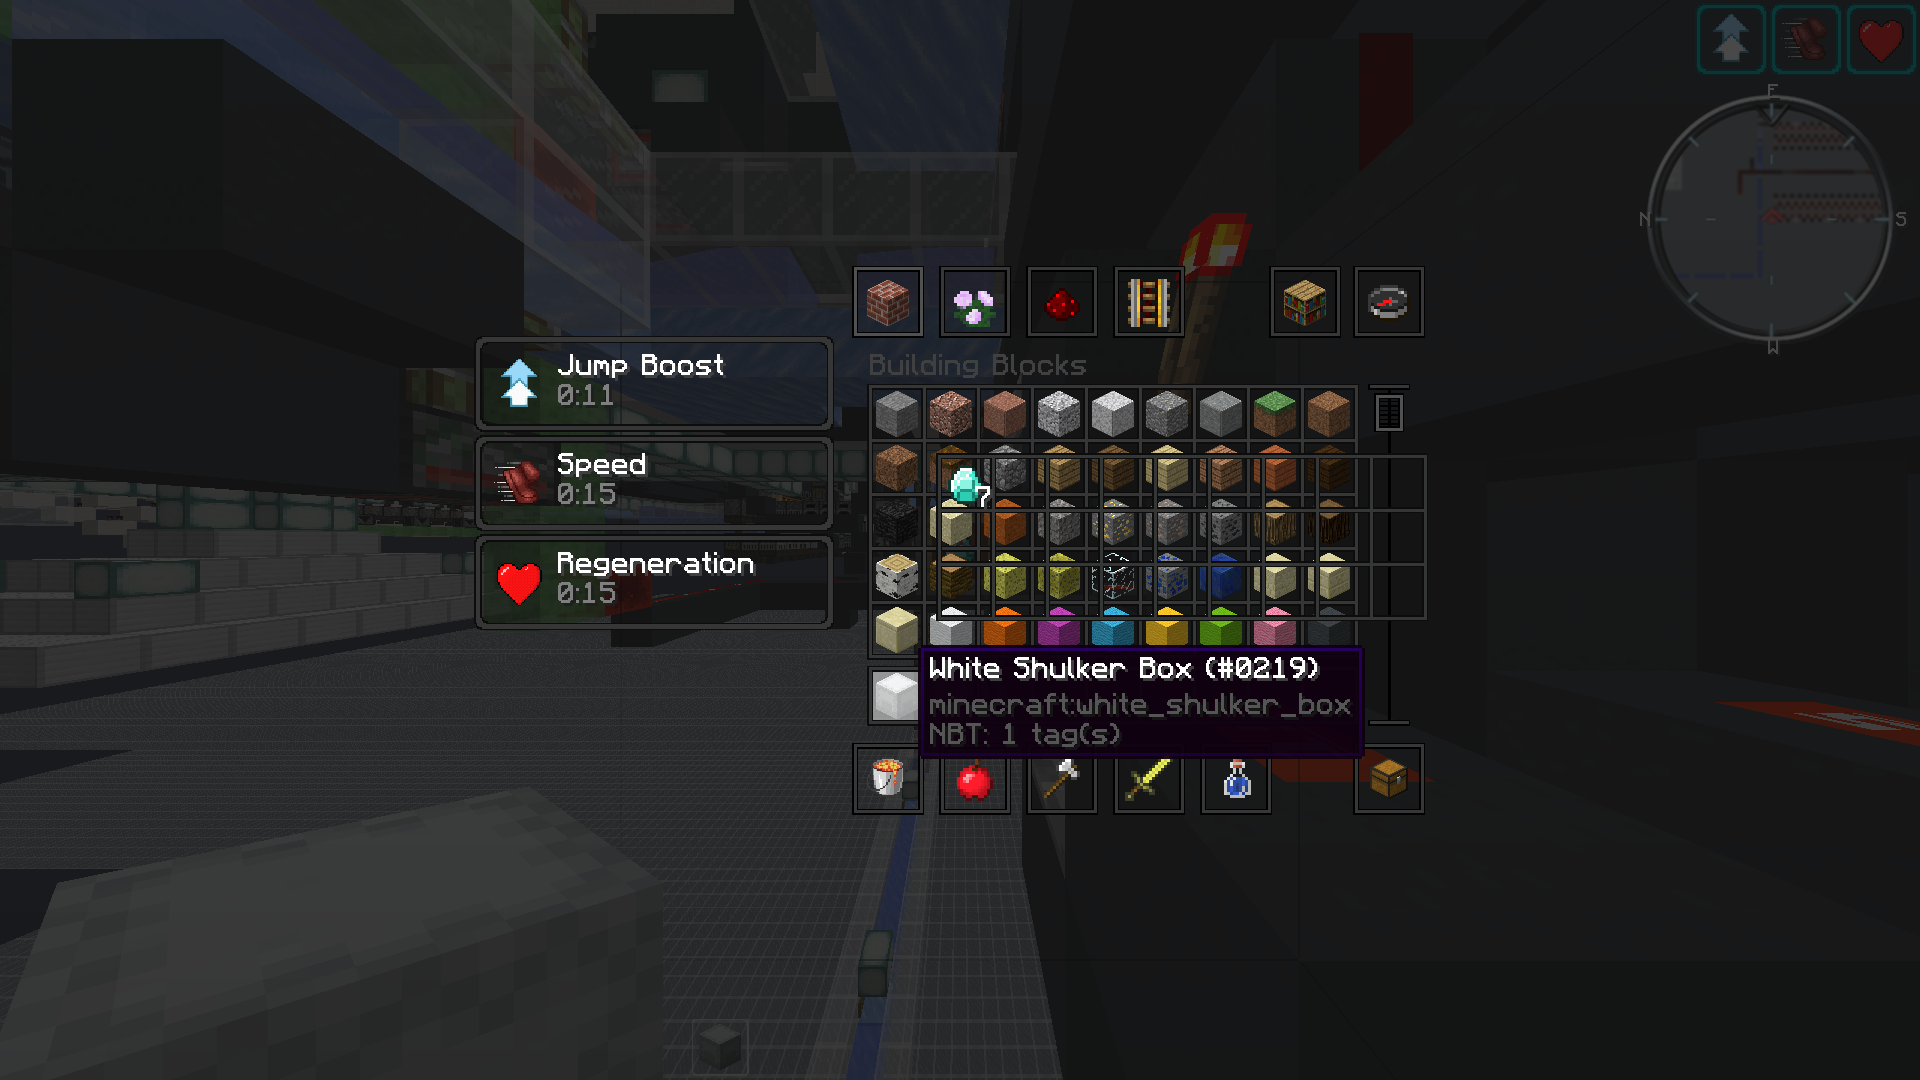 F
N
S
W
Building Blocks
Jump Boost
0:11
Speed
0:15
7
Regeneration
0:15
White Shulker Box (#0219)
minecraft:white_shulker_box
NBT: 1 tag(s)